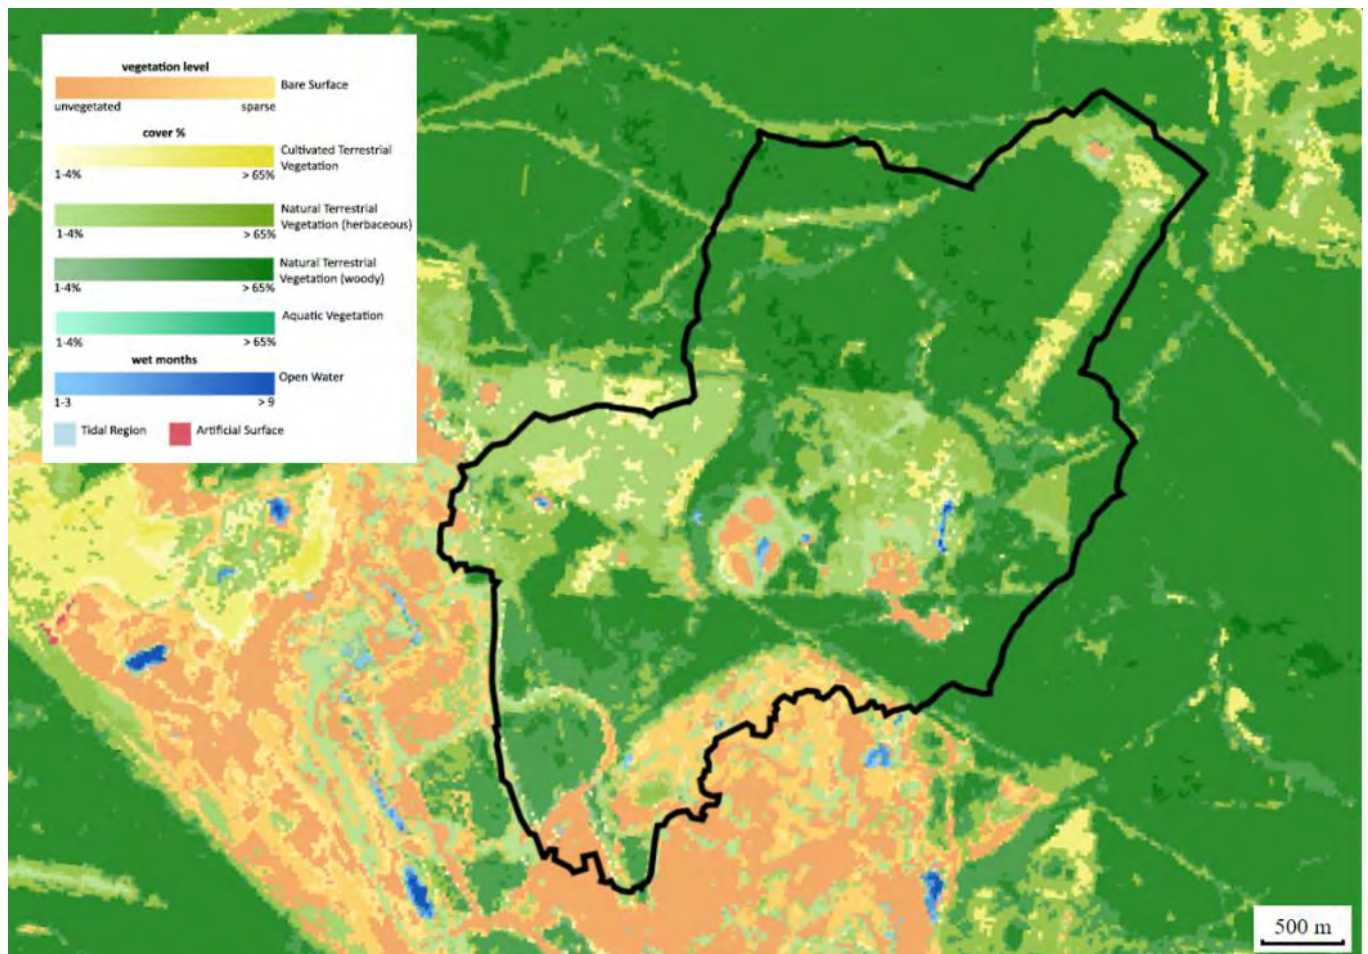 vegetation level
Bare Surface
unvegetated sparse
cover %
Cultivated Terrestrial
Vegetation
1-4% > 65%
Natural Terrestrial
Vegetation (herbaceous)
1-4% > 65%
Natural Terrestrial
Vegetation (woody)
1-4% > 65%
Aquatic Vegetation
1-4% > 65%
wet months
Open Water
1-3 > 9
Tidal Region Artificial Surface
500 m